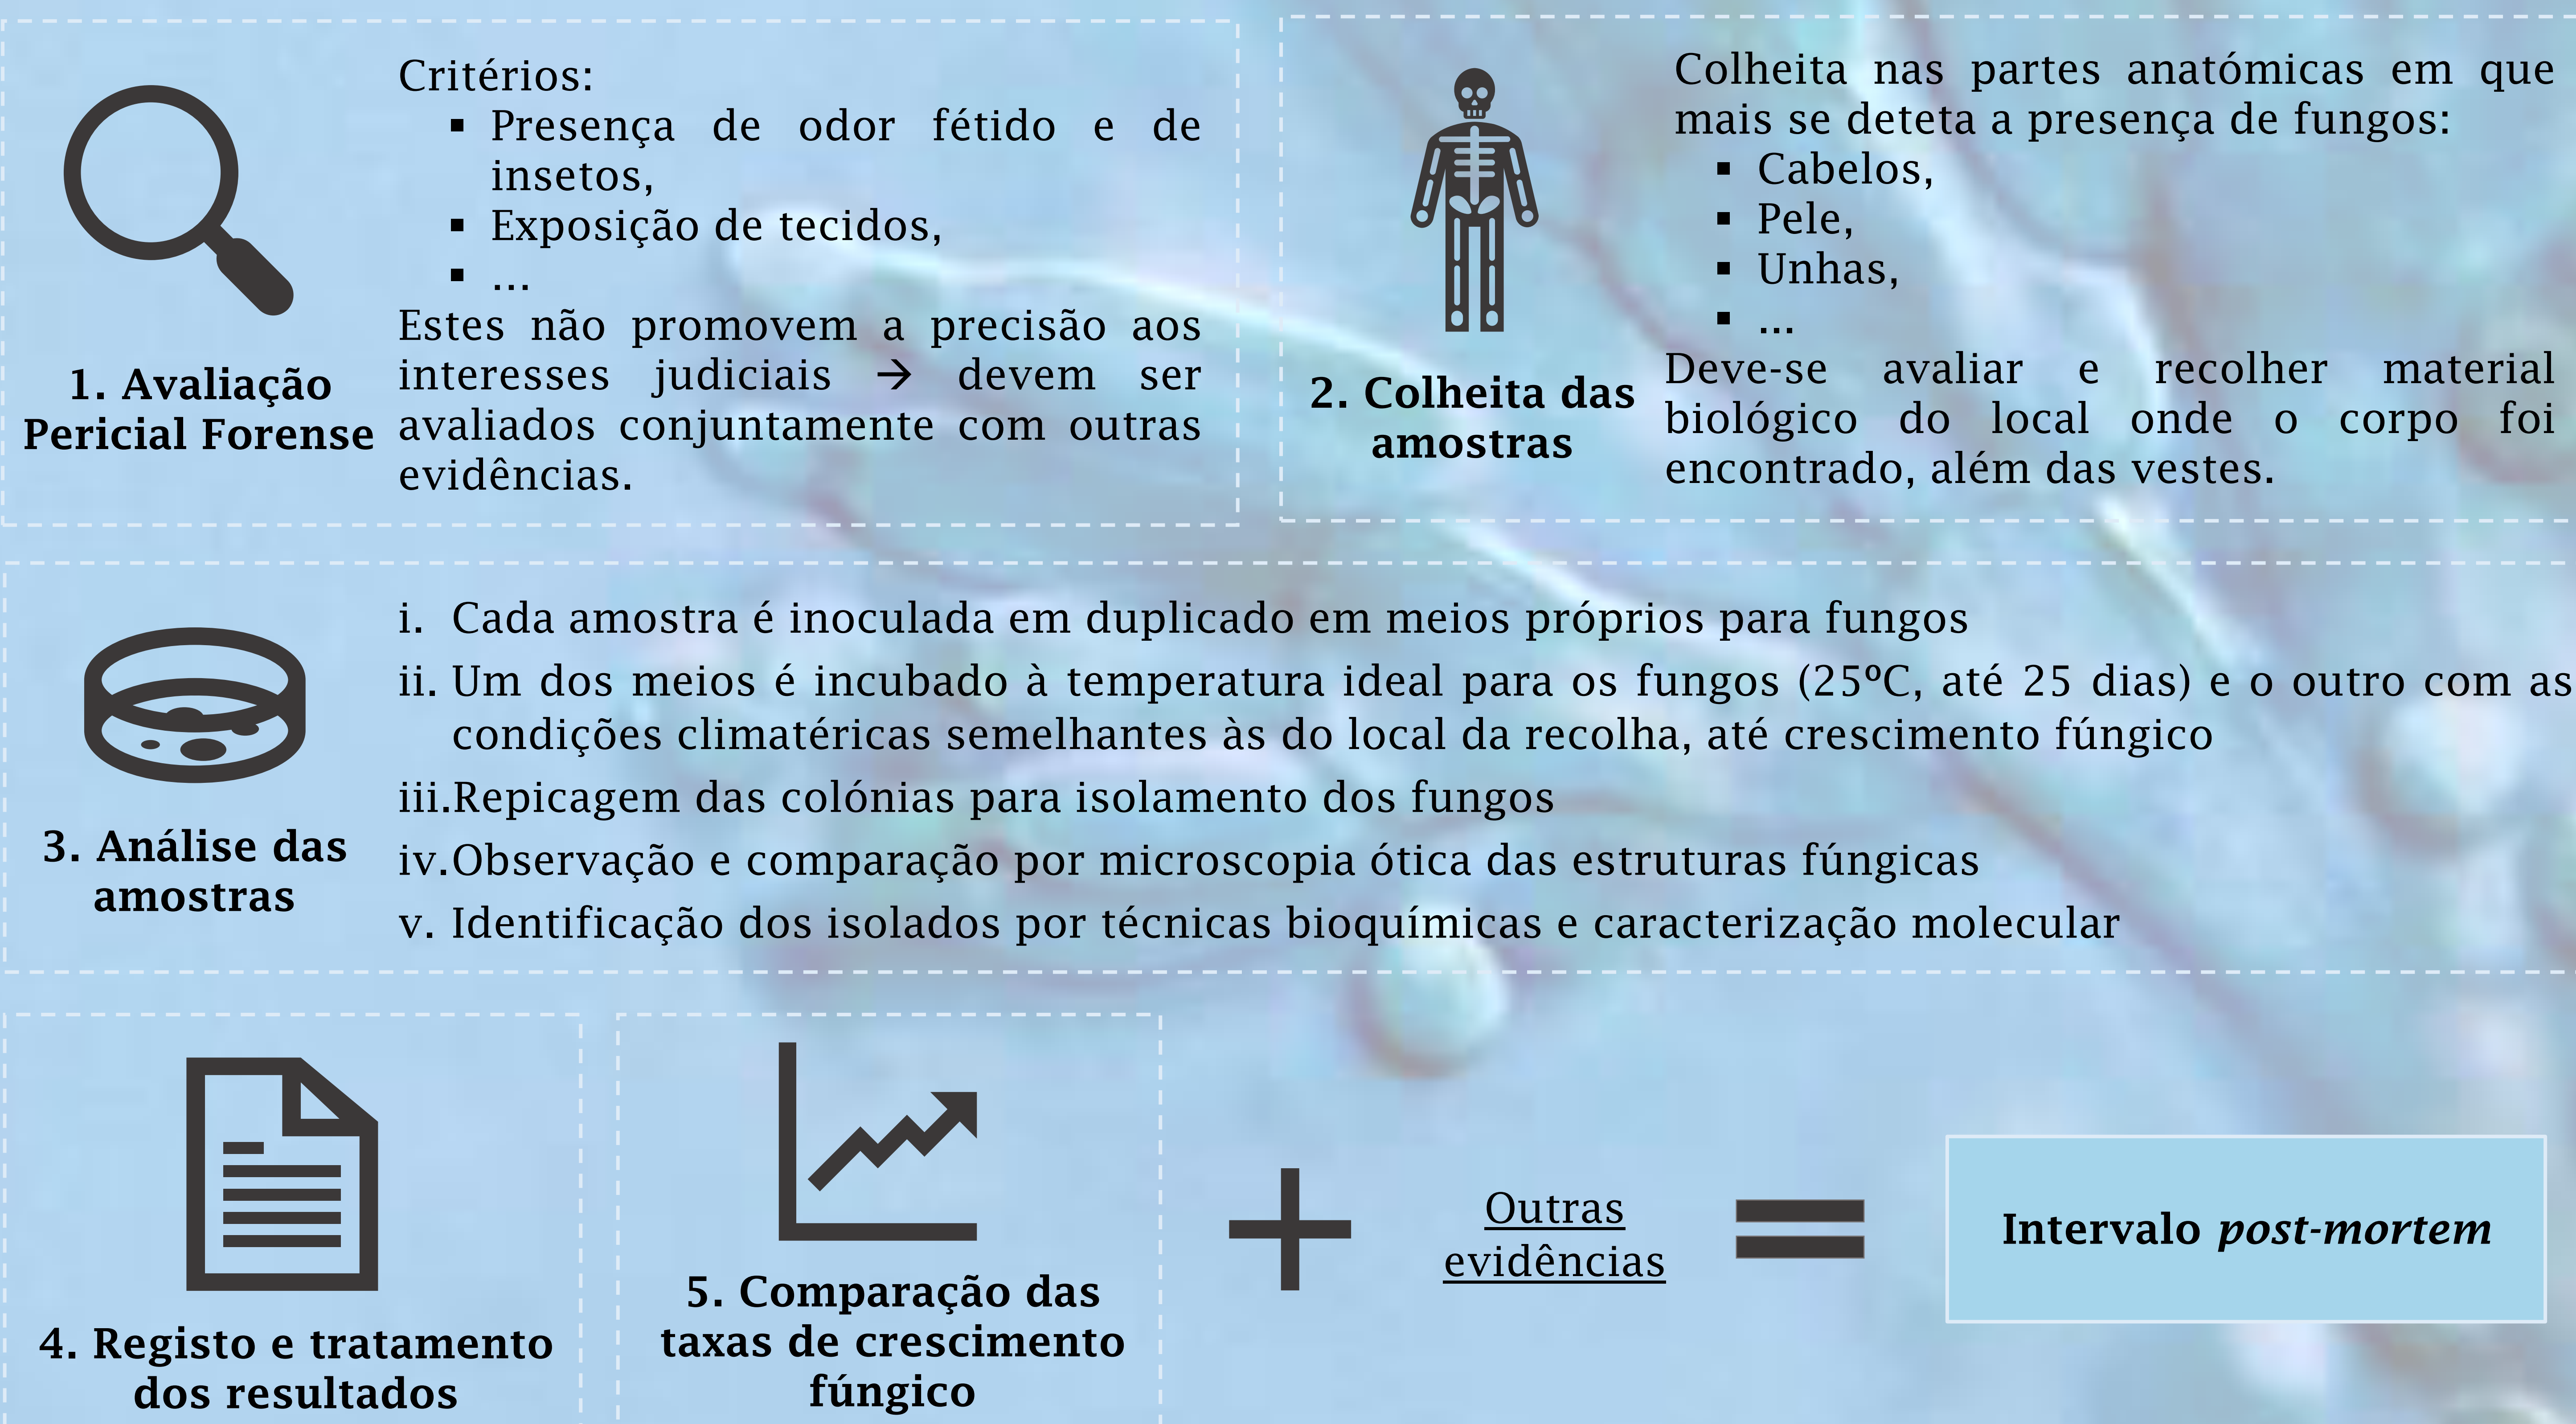 1. Avaliação
Pericial Forense
Critérios:
▪ Presença de odor fétido e de
insetos,
▪ Exposição de tecidos,
▪ ...
Estes não promovem a precisão aos
interesses judiciais → devem ser
avaliados conjuntamente com outras
evidências.
2. Colheita das
amostras
Colheita nas partes anatómicas em que
mais se deteta a presença de fungos:
▪ Cabelos,
▪ Pele,
▪ Unhas,
▪ ...
Deve-se avaliar e recolher material
biológico do local onde o corpo foi
encontrado, além das vestes.
3. Análise das
amostras
i. Cada amostra é inoculada em duplicado em meios próprios para fungos
ii. Um dos meios é incubado à temperatura ideal para os fungos (25ºC, até 25 dias) e o outro com as
condições climatéricas semelhantes às do local da recolha, até crescimento fúngico
iii.Repicagem das colónias para isolamento dos fungos
iv.Observação e comparação por microscopia ótica das estruturas fúngicas
v. Identificação dos isolados por técnicas bioquímicas e caracterização molecular
4. Registo e tratamento
dos resultados
5. Comparação das
taxas de crescimento
fúngico
+
Outras
evidências
=
Intervalo post-mortem